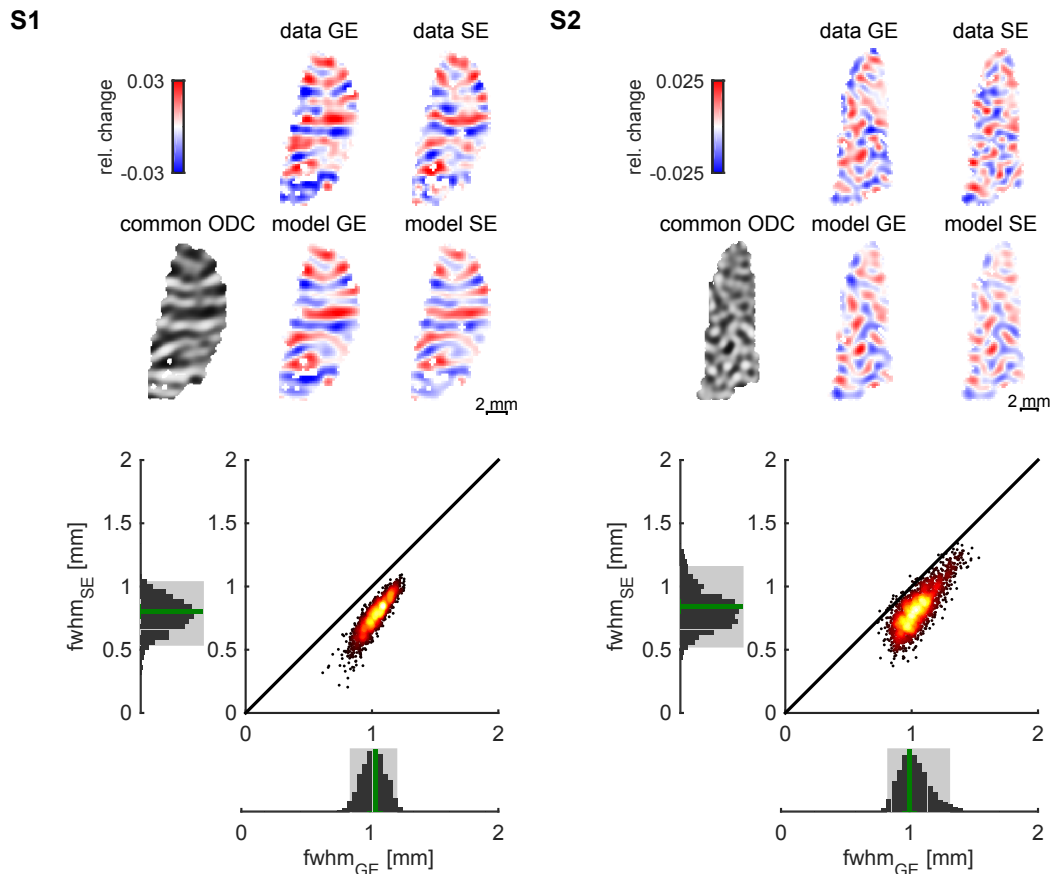 S1
data GE data SE
0.03
rel. change
-0.03
common ODC model GE model SE
2 mm
S2
data GE data SE
0.025
rel. change
-0.025
common ODC model GE model SE
2 mm
2 2
1.5 1.5
fwhmSE [mm]
1 1
0.5 0.5
0 0
0 1 2
0 1 2
fwhmGE [mm]
2 2
1.5 1.5
fwhmSE [mm]
1 1
0.5 0.5
0 0
0 1 2
0 1 2
fwhmGE [mm]